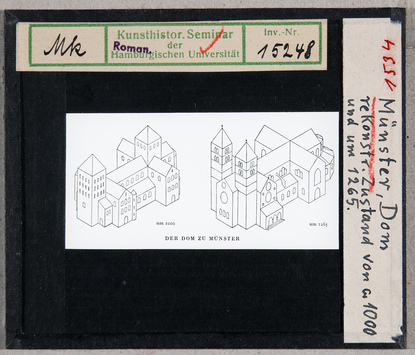 Mk
Kunsthistor. Seminar
der
Hamburgischen Universität
Roman.
Inv.-Nr.
15248
um 1000
um 1265
DER DOM ZU MÜNSTER
Münster, Dom
rekonstr. Zustand von a 1000
und um 1265.